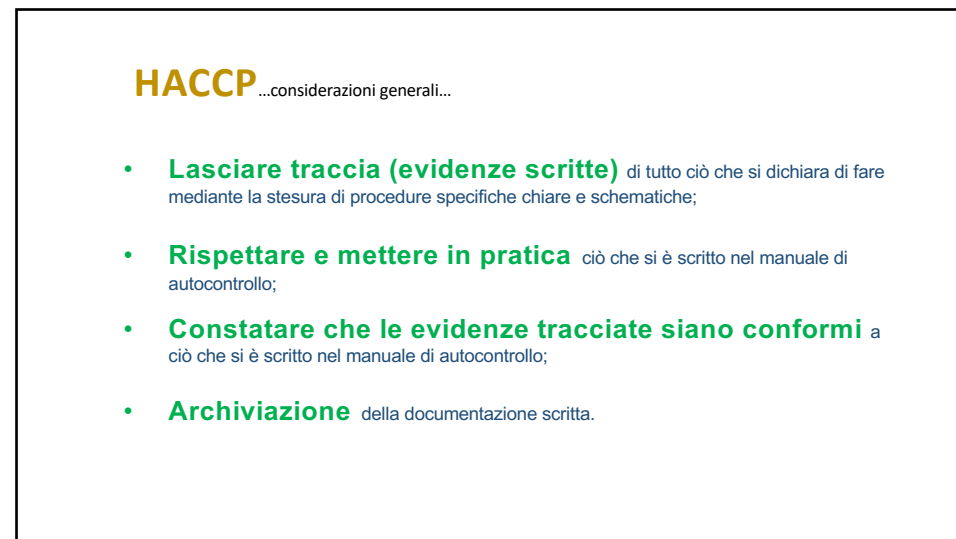 HACCP...considerazioni generali...
• Lasciare traccia (evidenze scritte) di tutto ciò che si dichiara di fare
mediante la stesura di procedure specifiche chiare e schematiche;
• Rispettare e mettere in pratica ciò che si è scritto nel manuale di
autocontrollo;
• Constatare che le evidenze tracciate siano conformi a
ciò che si è scritto nel manuale di autocontrollo;
• Archiviazione della documentazione scritta.